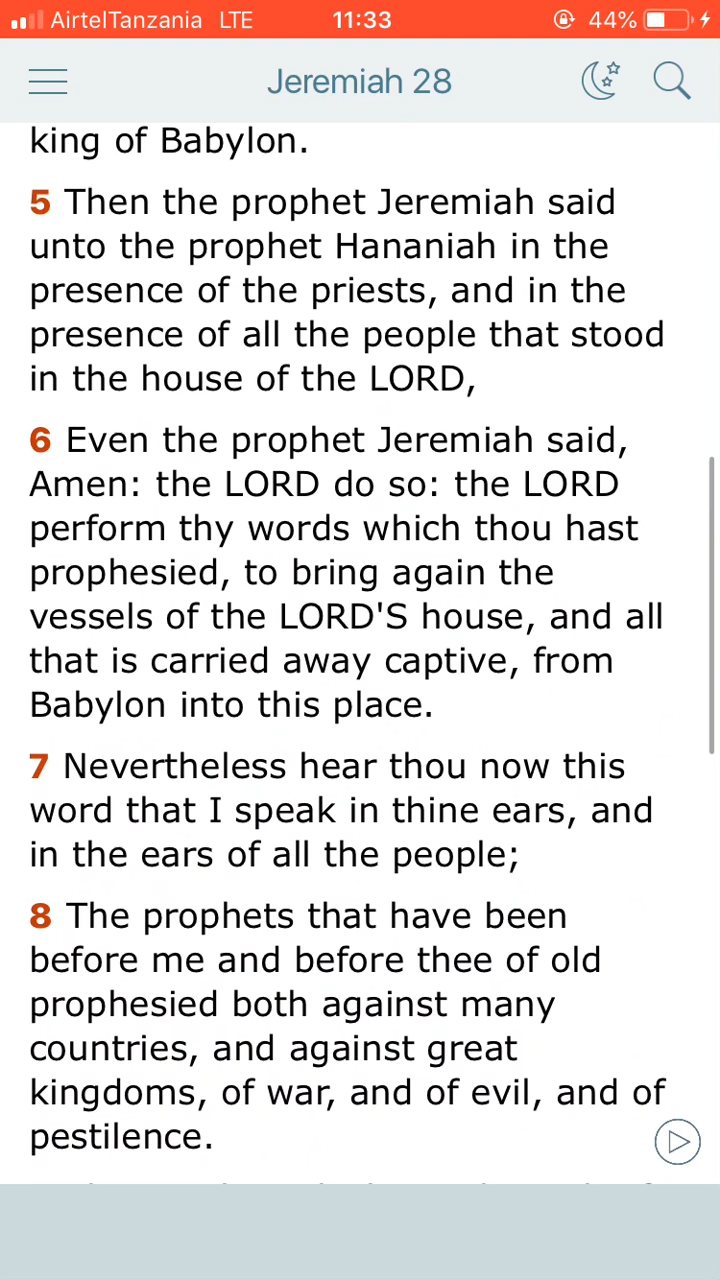 AirtelTanzania LTE 11:33 44%
Jeremiah 28
king of Babylon.
5 Then the prophet Jeremiah said
unto the prophet Hananiah in the
presence of the priests, and in the
presence of all the people that stood
in the house of the LORD,
6 Even the prophet Jeremiah said,
Amen: the LORD do so: the LORD
perform thy words which thou hast
prophesied, to bring again the
vessels of the LORD'S house, and all
that is carried away captive, from
Babylon into this place.
7 Nevertheless hear thou now this
word that I speak in thine ears, and
in the ears of all the people;
8 The prophets that have been
before me and before thee of old
prophesied both against many
countries, and against great
kingdoms, of war, and of evil, and of
pestilence.